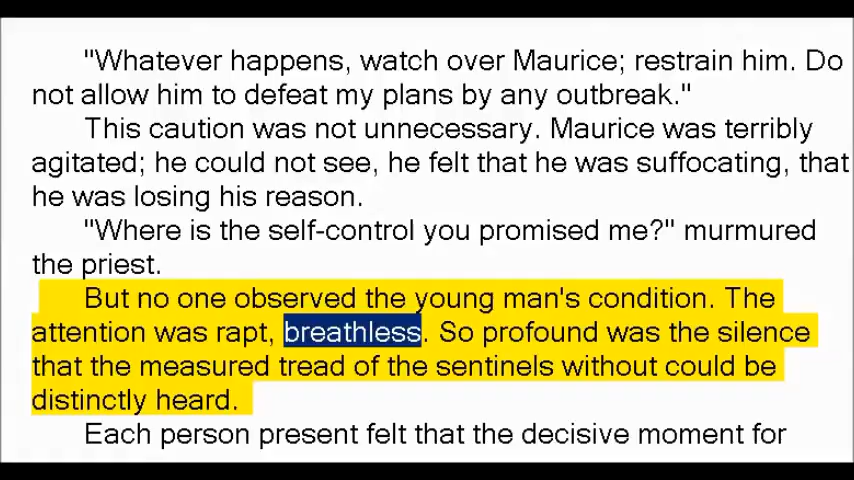 "Whatever happens, watch over Maurice; restrain him. Do
not allow him to defeat my plans by any outbreak."
This caution was not unnecessary. Maurice was terribly
agitated; he could not see, he felt that he was suffocating, that
he was losing his reason.
"Where is the self-control you promised me?" murmured
the priest.
But no one observed the young man's condition. The
attention was rapt, breathless. So profound was the silence
that the measured tread of the sentinels without could be
distinctly heard.
Each person present felt that the decisive moment for